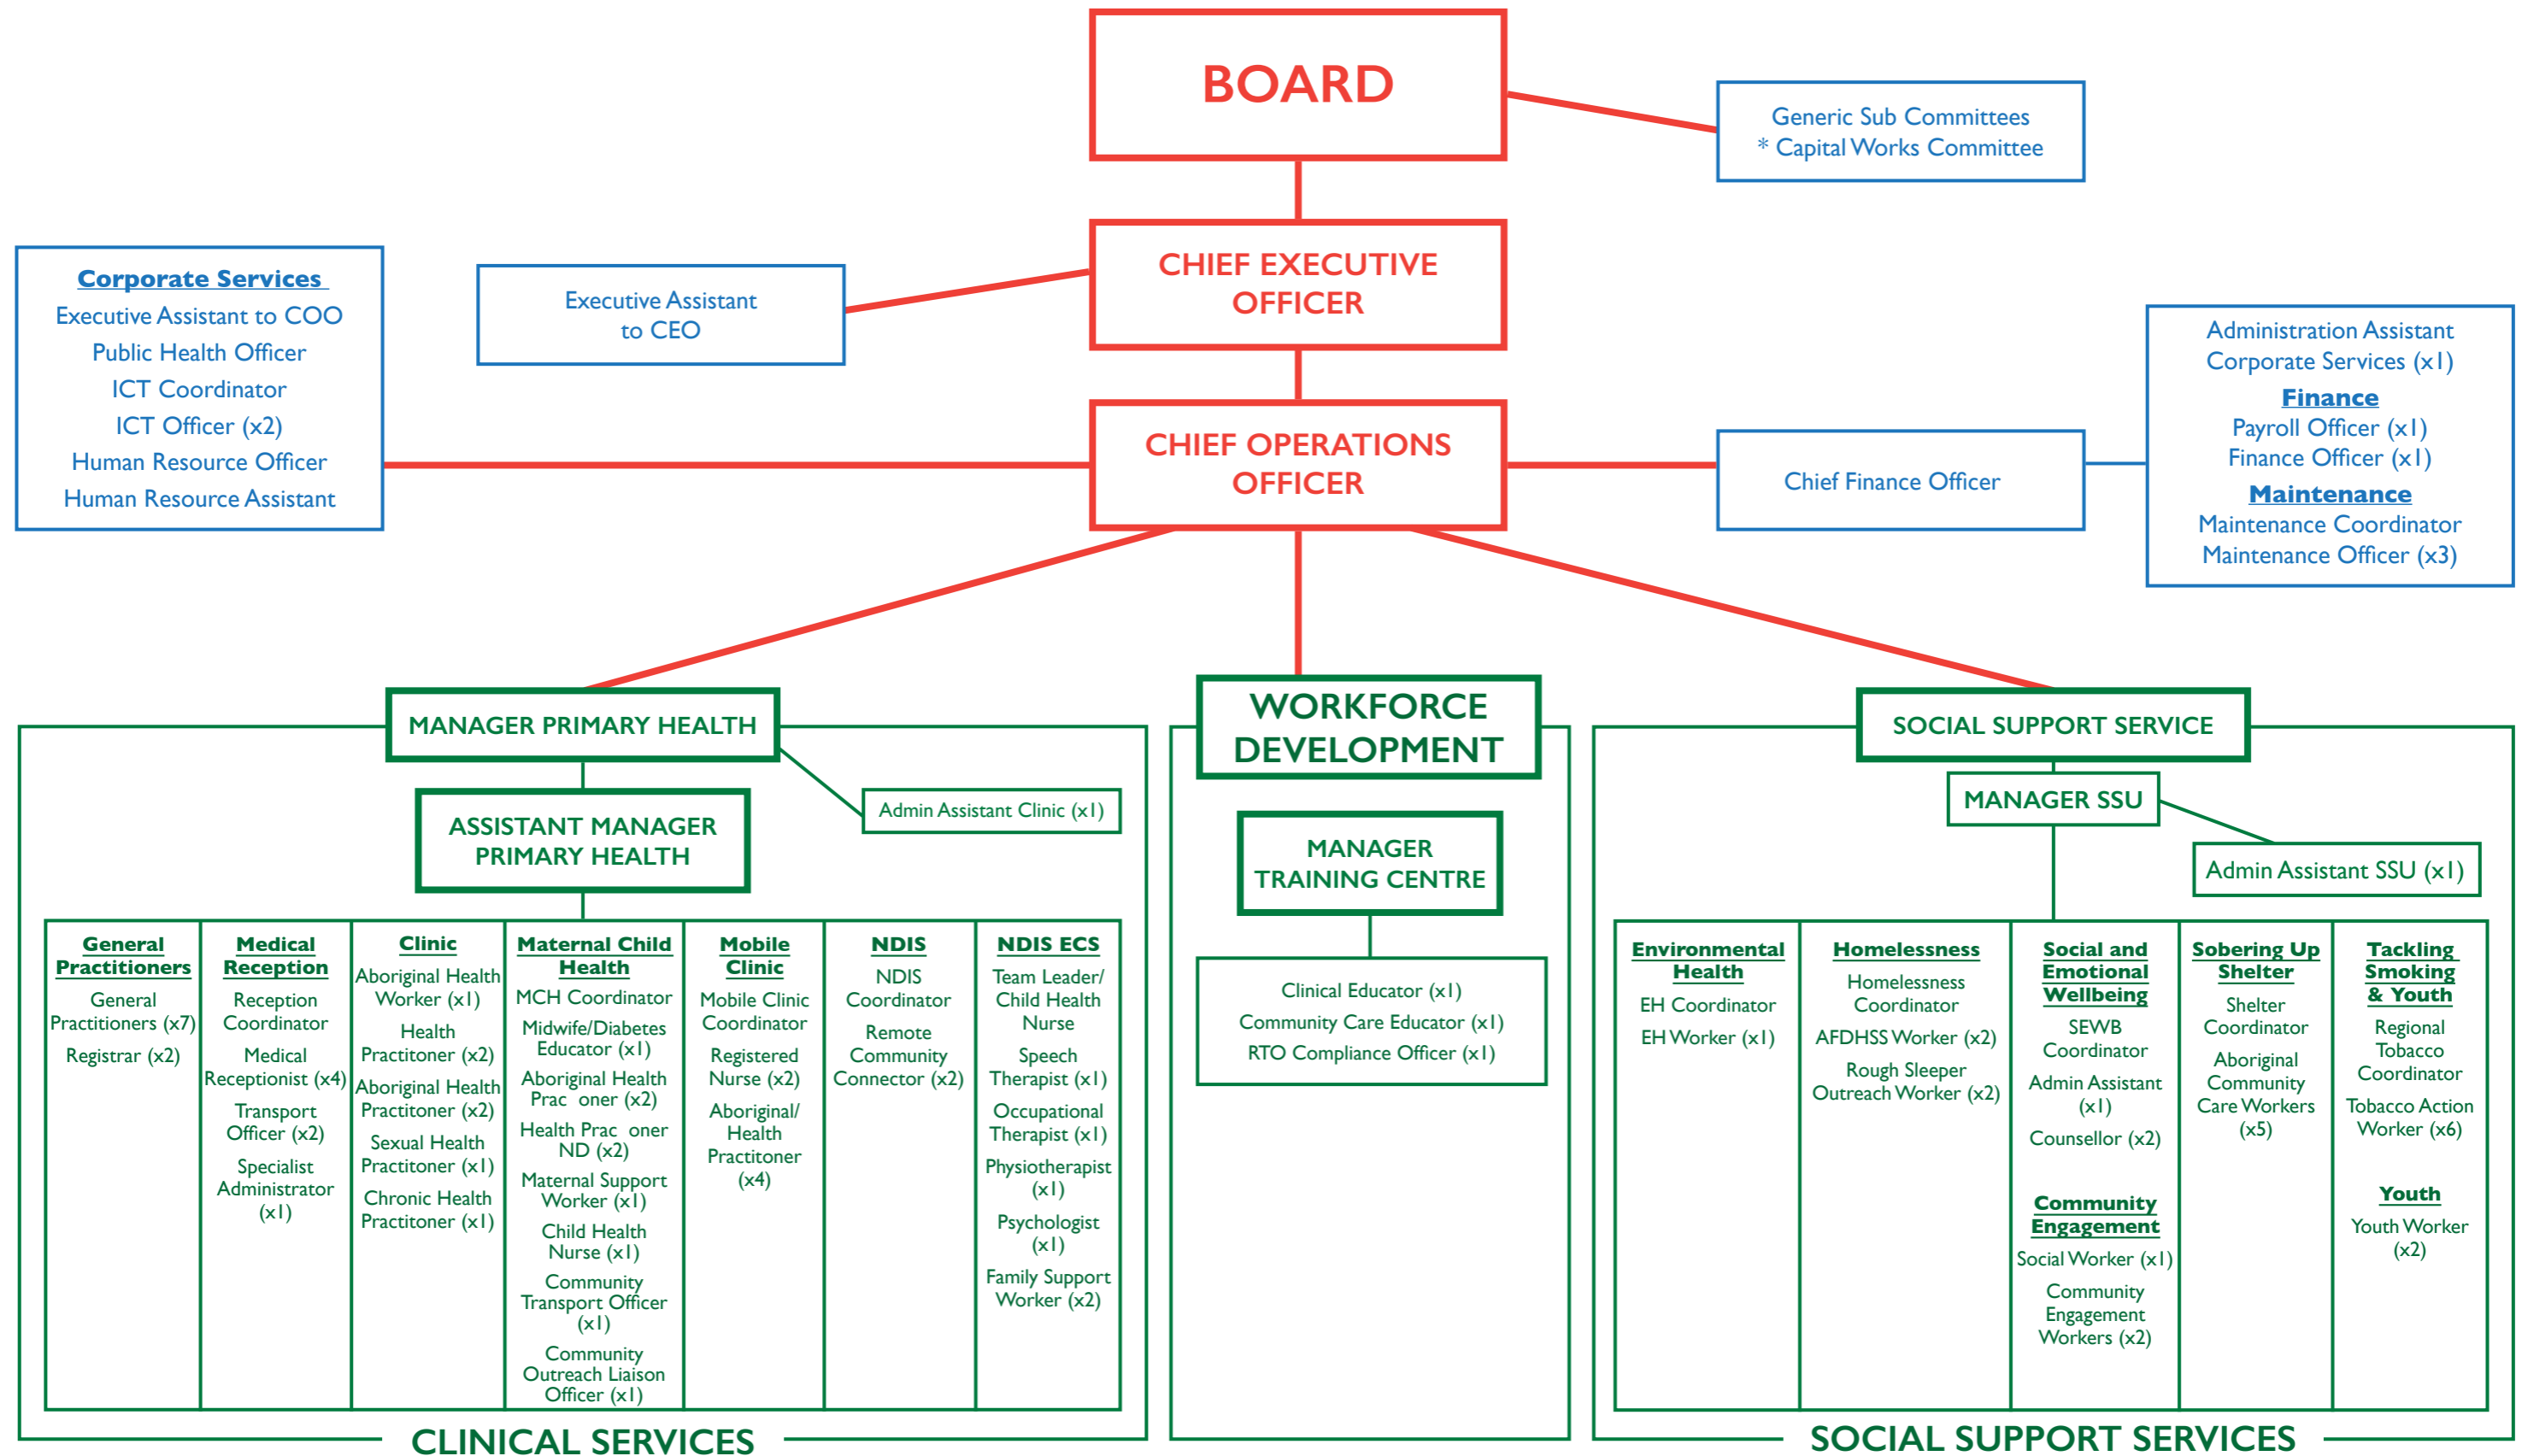 BOARD
Generic Sub Committees
* Capital Works Committee
CHIEF EXECUTIVE
OFFICER
Executive Assistant
to CEO
Corporate Services
Executive Assistant to COO
Public Health Officer
ICT Coordinator
ICT Officer (x2)
Human Resource Officer
Human Resource Assistant
CHIEF OPERATIONS
OFFICER
Chief Finance Officer
Administration Assistant
Corporate Services (x1)
Finance
Payroll Officer (x1)
Finance Officer (x1)
Maintenance
Maintenance Coordinator
Maintenance Officer (x3)
MANAGER PRIMARY HEALTH
ASSISTANT MANAGER
PRIMARY HEALTH
Admin Assistant Clinic (x1)
General
Practitioners
General
Practitioners (x7)
Registrar (x2)
Medical
Reception
Reception
Coordinator
Medical
Receptionist (x4)
Transport
Officer (x2)
Specialist
Administrator
(x1)
Clinic
Aboriginal Health
Worker (x1)
Health
Practitoner (x2)
Aboriginal Health
Practitoner (x2)
Sexual Health
Practitoner (x1)
Chronic Health
Practitoner (x1)
Maternal Child
Health
MCH Coordinator
Midwife/Diabetes
Educator (x1)
Aboriginal Health
Prac oner (x2)
Health Prac oner
ND (x2)
Maternal Support
Worker (x1)
Child Health
Nurse (x1)
Community
Transport Officer
(x1)
Community
Outreach Liaison
Officer (x1)
Mobile
Clinic
Mobile Clinic
Coordinator
Registered
Nurse (x2)
Aboriginal/
Health
Practitoner
(x4)
NDIS
NDIS
Coordinator
Remote
Community
Connector (x2)
NDIS ECS
Team Leader/
Child Health
Nurse
Speech
Therapist (x1)
Occupational
Therapist (x1)
Physiotherapist
(x1)
Psychologist
(x1)
Family Support
Worker (x2)
CLINICAL SERVICES
WORKFORCE
DEVELOPMENT
MANAGER
TRAINING CENTRE
Clinical Educator (x1)
Community Care Educator (x1)
RTO Compliance Officer (x1)
SOCIAL SUPPORT SERVICE
MANAGER SSU
Admin Assistant SSU (x1)
Environmental
Health
EH Coordinator
EH Worker (x1)
Homelessness
Homelessness
Coordinator
AFDHSS Worker (x2)
Rough Sleeper
Outreach Worker (x2)
Social and
Emotional
Wellbeing
SEWB
Coordinator
Admin Assistant
(x1)
Counsellor (x2)
Community
Engagement
Social Worker (x1)
Community
Engagement
Workers (x2)
Sobering Up
Shelter
Shelter
Coordinator
Aboriginal
Community
Care Workers
(x5)
Tackling
Smoking
& Youth
Regional
Tobacco
Coordinator
Tobacco Action
Worker (x6)
Youth
Youth Worker
(x2)
SOCIAL SUPPORT SERVICES